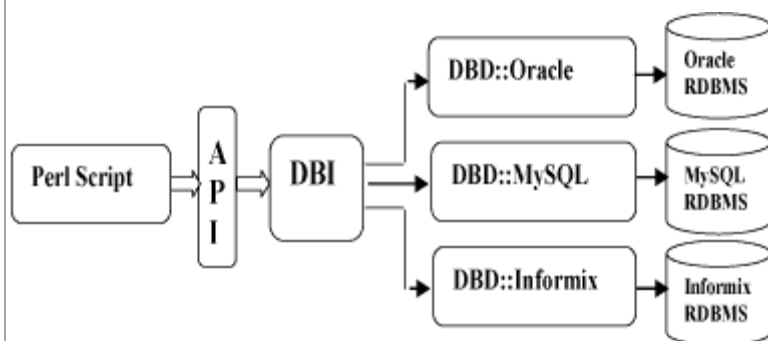 Perl Script
A
P
I
DBI
DBD::Oracle
Oracle
RDBMS
DBD::MySQL
MySQL
RDBMS
DBD::Informix
Informix
RDBMS